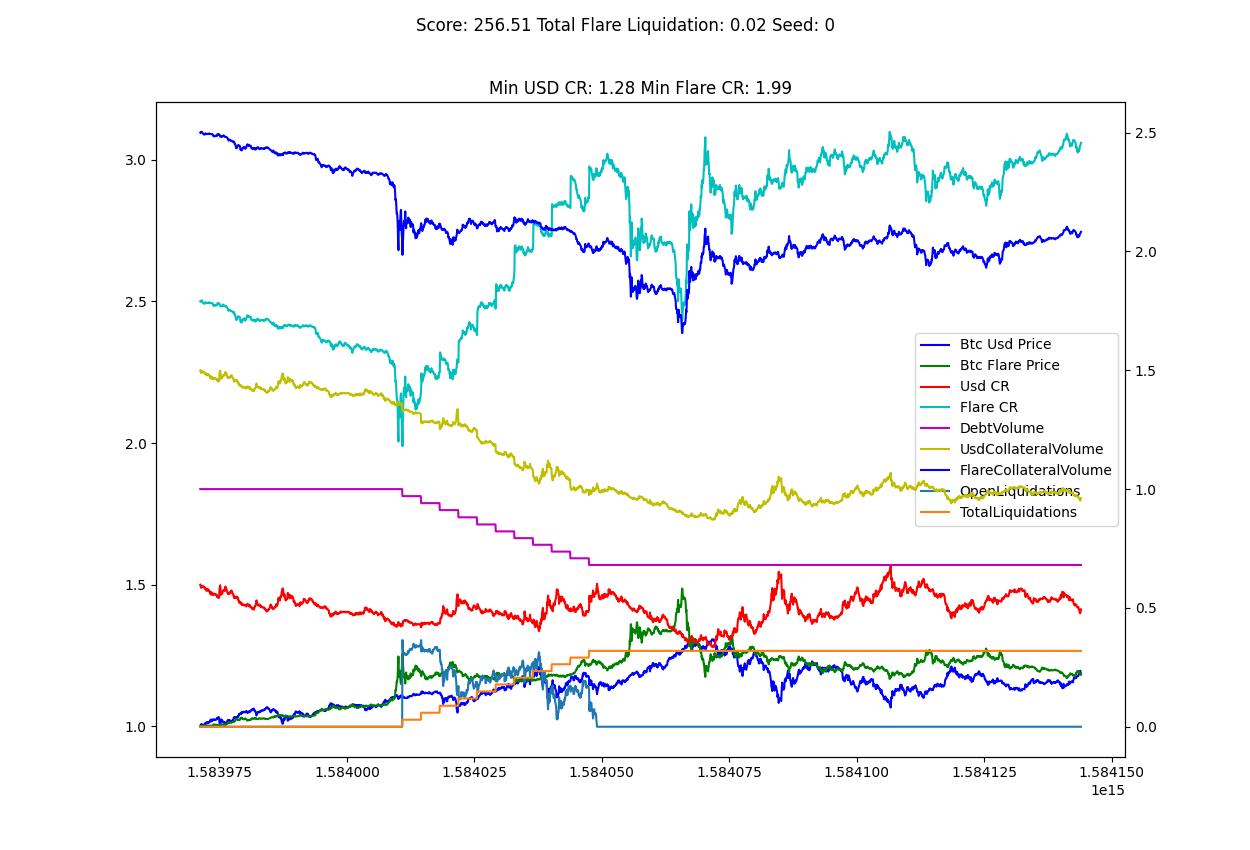 Score: 256.51 Total Flare Liquidation: 0.02 Seed: 0
Min USD CR: 1.28 Min Flare CR: 1.99
3.0
2.5
2.0
1.5
1.0
2.5
2.0
1.5
1.0
0.5
0.0
Btc Usd Price
Btc Flare Price
Usd CR
Flare CR
DebtVolume
UsdCollateralVolume
FlareCollateralVolume
OpenLiquidations
TotalLiquidations
1.583975 1.584000 1.584025 1.584050 1.584075 1.584100 1.584125 1.584150
1e15